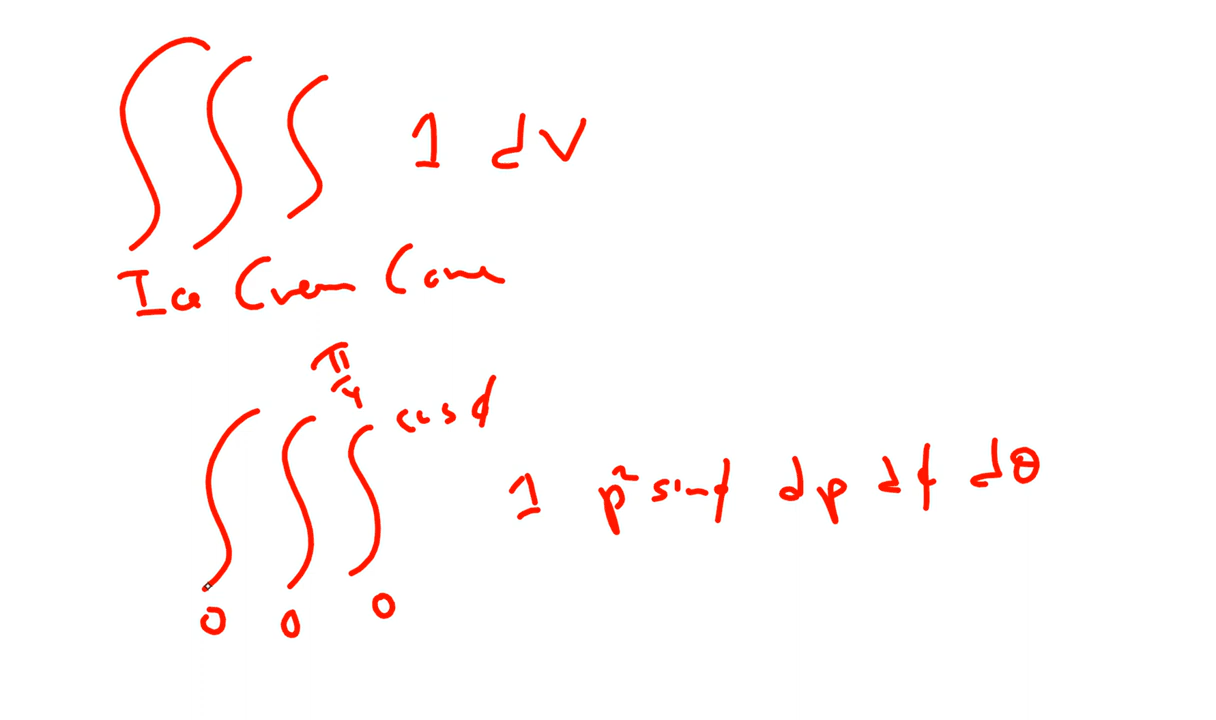 ∫∫∫ 1 dV
Ice Cream Cone
∫₀ ∫₀^{π/4} ∫₀^{cos ϕ} 1 ρ² sin ϕ dρ dϕ dθ